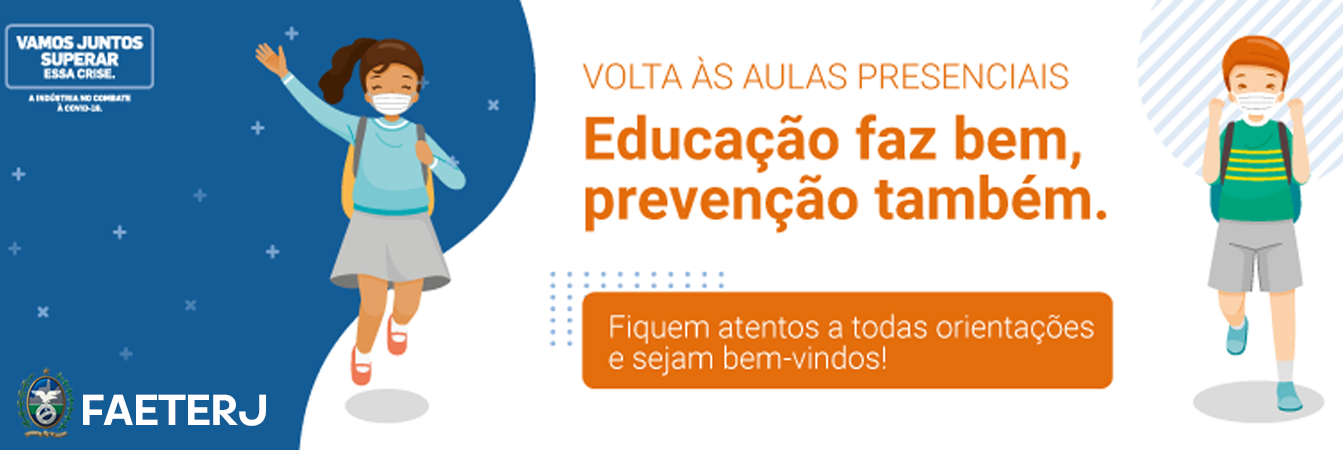 VAMOS JUNTOS
SUPERAR
ESSA CRISE.
A INDÚSTRIA NO COMBATE
À COVID-19.
VOLTA ÀS AULAS PRESENCIAIS
Educação faz bem,
prevenção também.
Fiquem atentos a todas orientações
e sejam bem-vindos!
FAETERJ